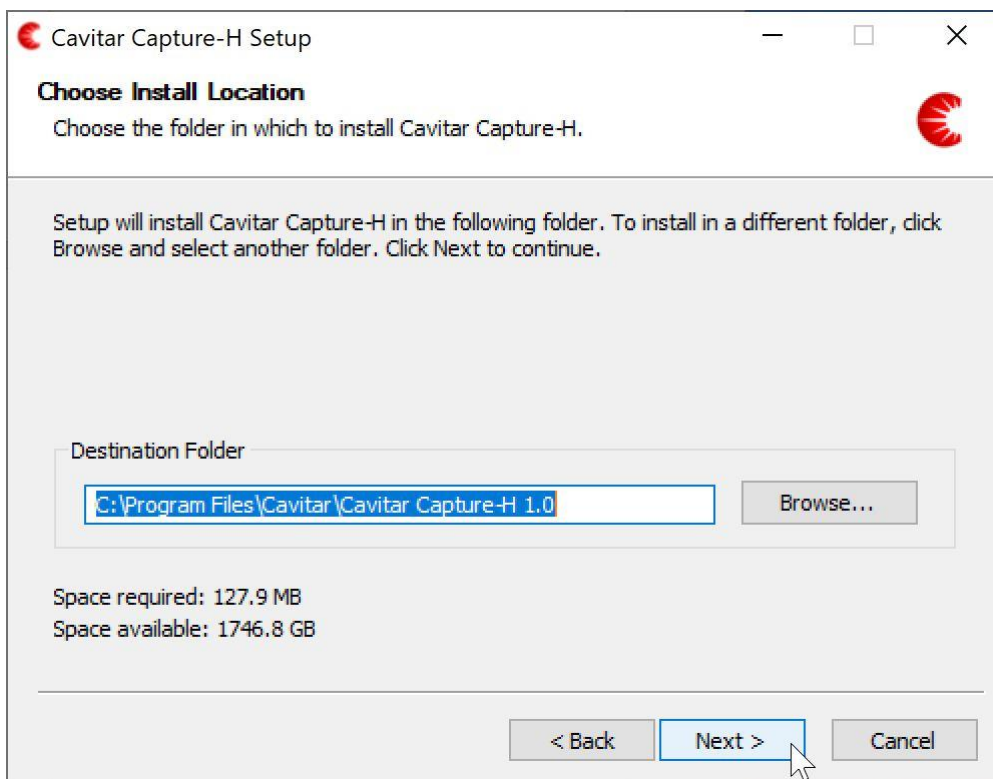 Cavitar Capture-H Setup
Choose Install Location
Choose the folder in which to install Cavitar Capture-H.
Setup will install Cavitar Capture-H in the following folder. To install in a different folder, click
Browse and select another folder. Click Next to continue.
Destination Folder
C:\Program Files\Cavitar\Cavitar Capture-H 1.0
Browse...
Space required: 127.9 MB
Space available: 1746.8 GB
< Back
Next >
Cancel